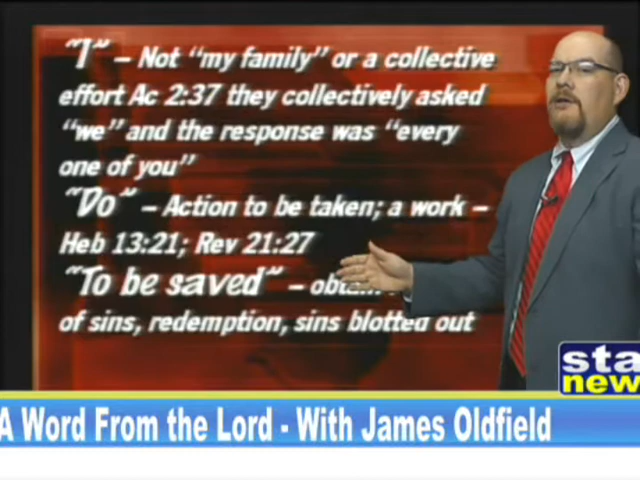 "I" – Not "my family" or a collective
effort Ac 2:37 they collectively asked
"we" and the response was "every
one of you"
"Do" – Action to be taken; a work –
Heb 13:21; Rev 21:27
"To be saved" –
of sins, redemption, sins blotted out
sta
new
A Word From the Lord - With James Oldfield